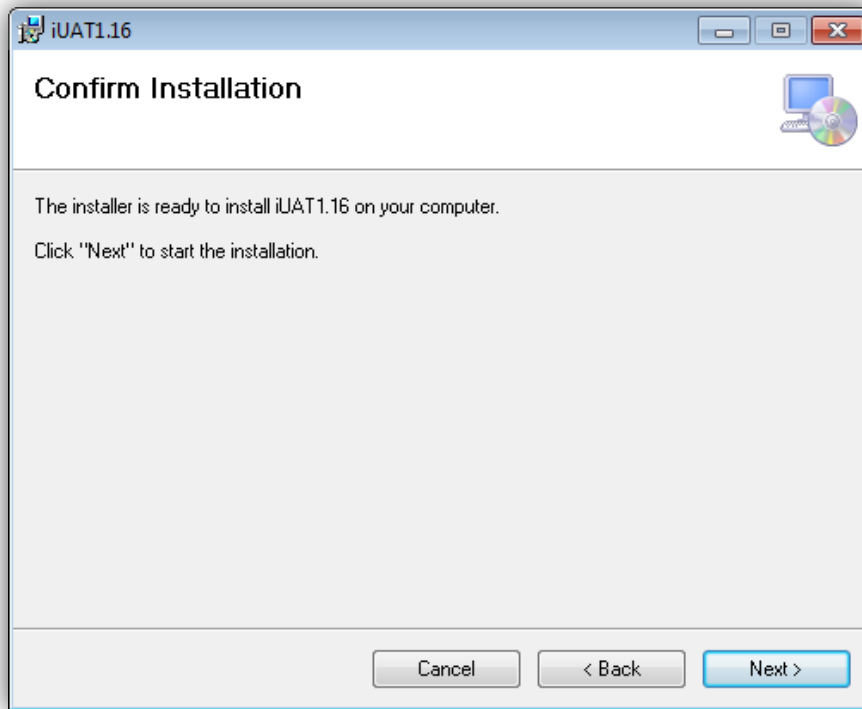 iUAT1.16
Confirm Installation
The installer is ready to install iUAT1.16 on your computer.
Click "Next" to start the installation.
Cancel
< Back
Next >